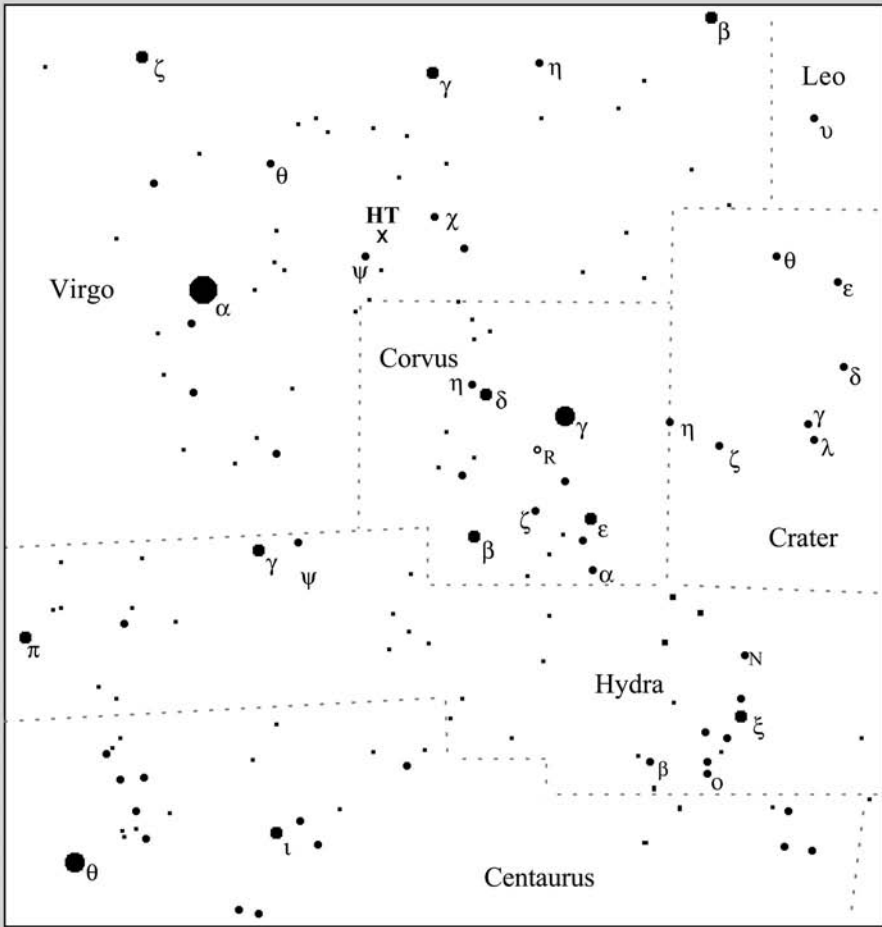 β
ζ
γ
η
Leo
υ
θ
HT
X
χ
ψ
θ
ε
Virgo
α
Corvus
η
δ
δ
γ
γ
η
λ
ζ
R
ζ
ε
β
Crater
γ
ψ
α
π
N
Hydra
ξ
β
O
ι
θ
Centaurus